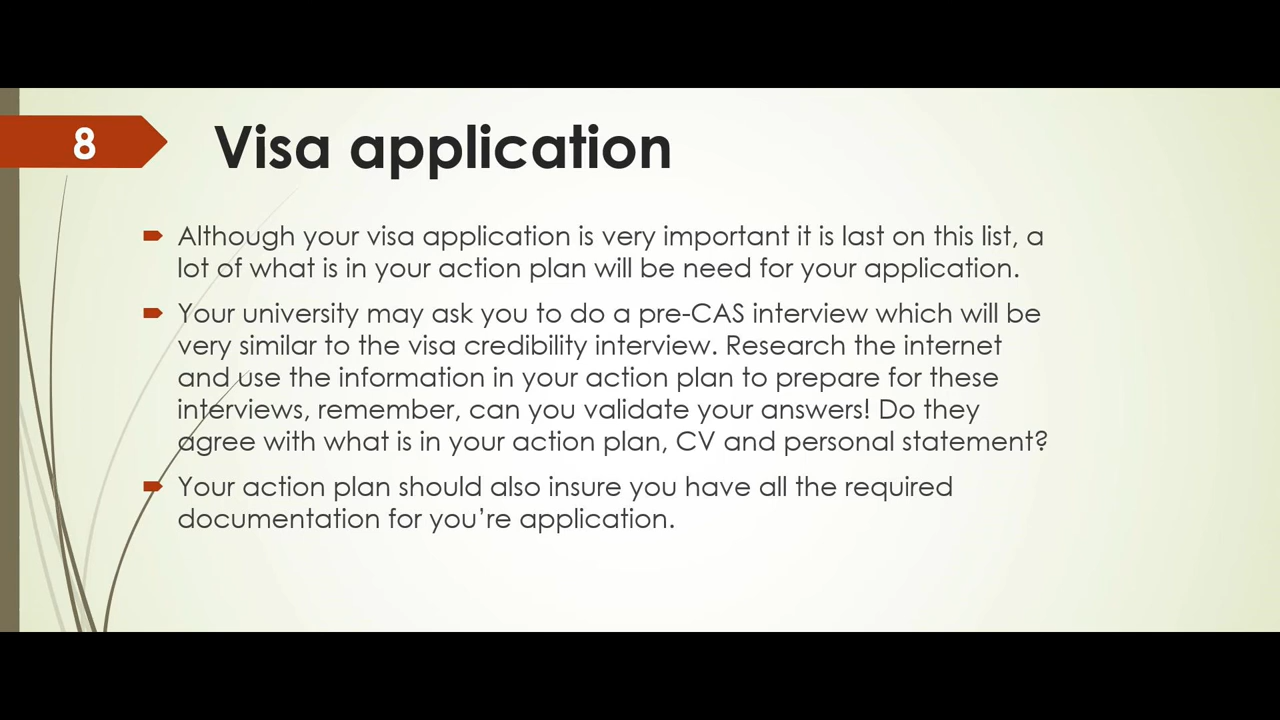 8
Visa application
Although your visa application is very important it is last on this list, a
lot of what is in your action plan will be need for your application.
Your university may ask you to do a pre-CAS interview which will be
very similar to the visa credibility interview. Research the internet
and use the information in your action plan to prepare for these
interviews, remember, can you validate your answers! Do they
agree with what is in your action plan, CV and personal statement?
Your action plan should also insure you have all the required
documentation for you’re application.